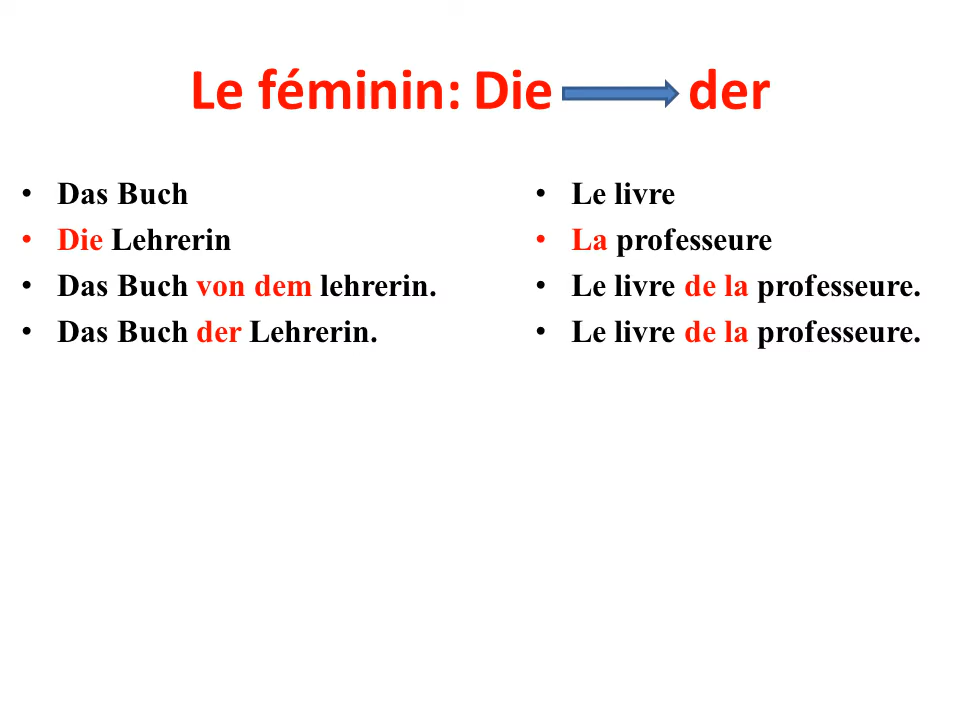 Le féminin: Die der
• Das Buch
• Die Lehrerin
• Das Buch von dem lehrerin.
• Das Buch der Lehrerin.
• Le livre
• La professeure
• Le livre de la professeure.
• Le livre de la professeure.